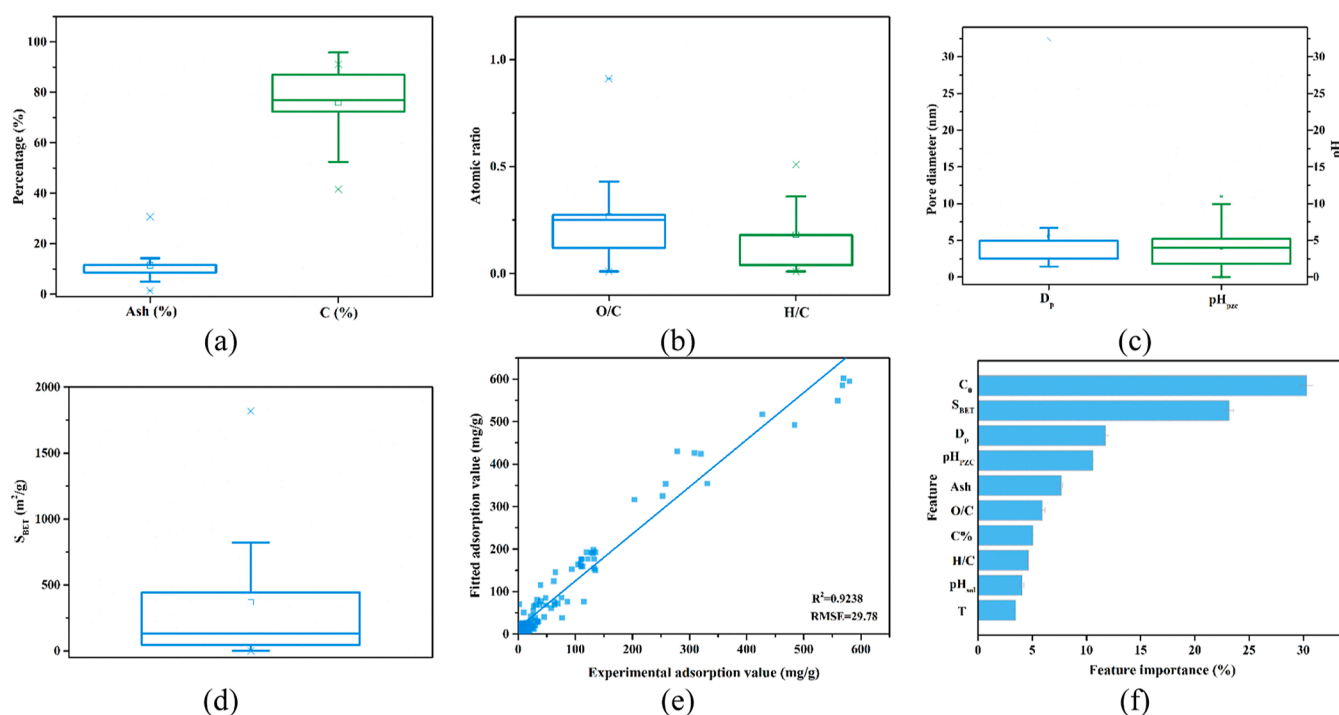 100
80
60
40
20
0
Percentage (%)
Ash (%)
C (%)
(a)
1.0
0.5
0.0
Atomic ratio
O/C
H/C
(b)
30
25
20
15
10
5
0
Pore diameter (nm)
35
30
25
20
15
10
5
0
pH
Dp
pHpzc
(c)
2000
1500
1000
500
0
SBET (m²/g)
(d)
600
500
400
300
200
100
0
Fitted adsorption value (mg/g)
R²=0.9238
RMSE=29.78
0 100 200 300 400 500 600
Experimental adsorption value (mg/g)
(e)
Feature
C0
SBET
Dp
pHPZC
Ash
O/C
C%
H/C
pHsol
T
0 5 10 15 20 25 30
Feature importance (%)
(f)